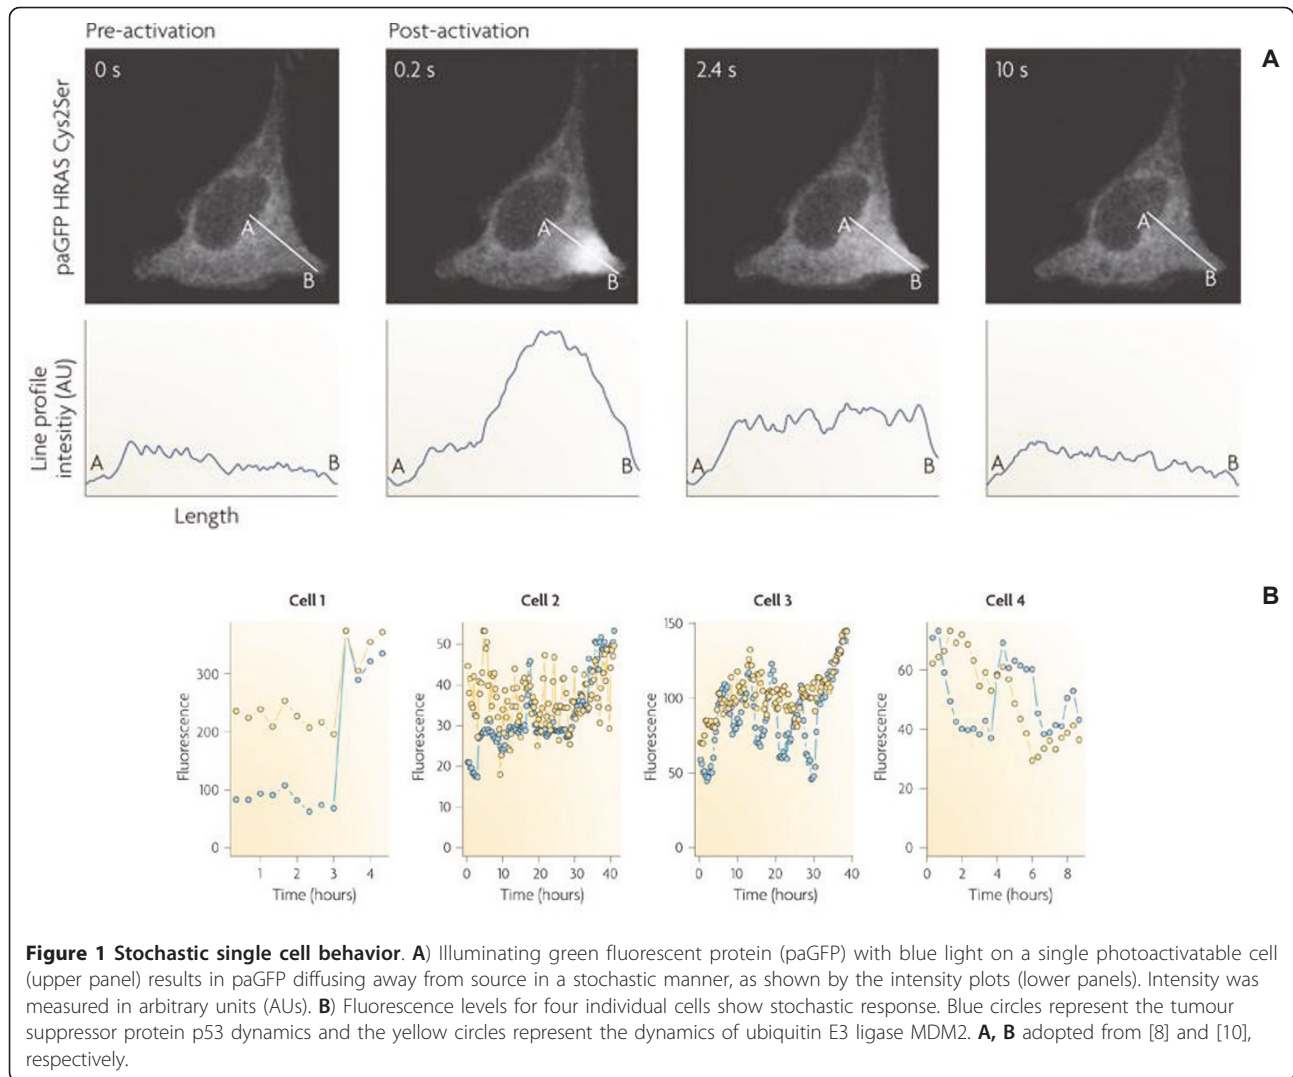 Pre-activation
Post-activation
A
paGFP HRAS Cys2Ser
0 s
A
B
0.2 s
A
B
2.4 s
A
B
10 s
A
B
Line profile
intesitiy (AU)
A
B
A
B
A
B
A
B
Length
B
Cell 1
Fluorescence
300
200
100
0
1 2 3 4
Time (hours)
Cell 2
Fluorescence
50
40
30
20
10
0
0 10 20 30 40
Time (hours)
Cell 3
Fluorescence
150
100
50
0
0 10 20 30 40
Time (hours)
Cell 4
Fluorescence
60
40
20
0
0 2 4 6 8
Time (hours)
Figure 1 Stochastic single cell behavior. A) Illuminating green fluorescent protein (paGFP) with blue light on a single photoactivatable cell
(upper panel) results in paGFP diffusing away from source in a stochastic manner, as shown by the intensity plots (lower panels). Intensity was
measured in arbitrary units (AUs). B) Fluorescence levels for four individual cells show stochastic response. Blue circles represent the tumour
suppressor protein p53 dynamics and the yellow circles represent the dynamics of ubiquitin E3 ligase MDM2. A, B adopted from [8] and [10],
respectively.